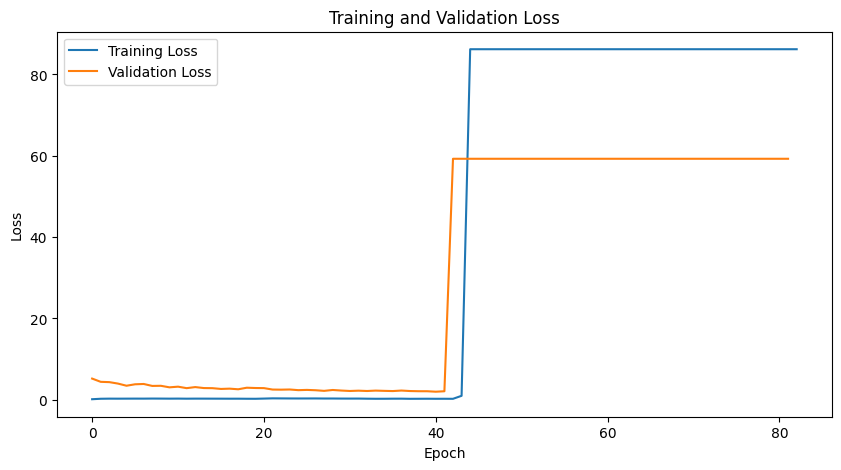 Training and Validation Loss
Training Loss
Validation Loss
80
60
40
20
0
Loss
0
20
40
60
80
Epoch